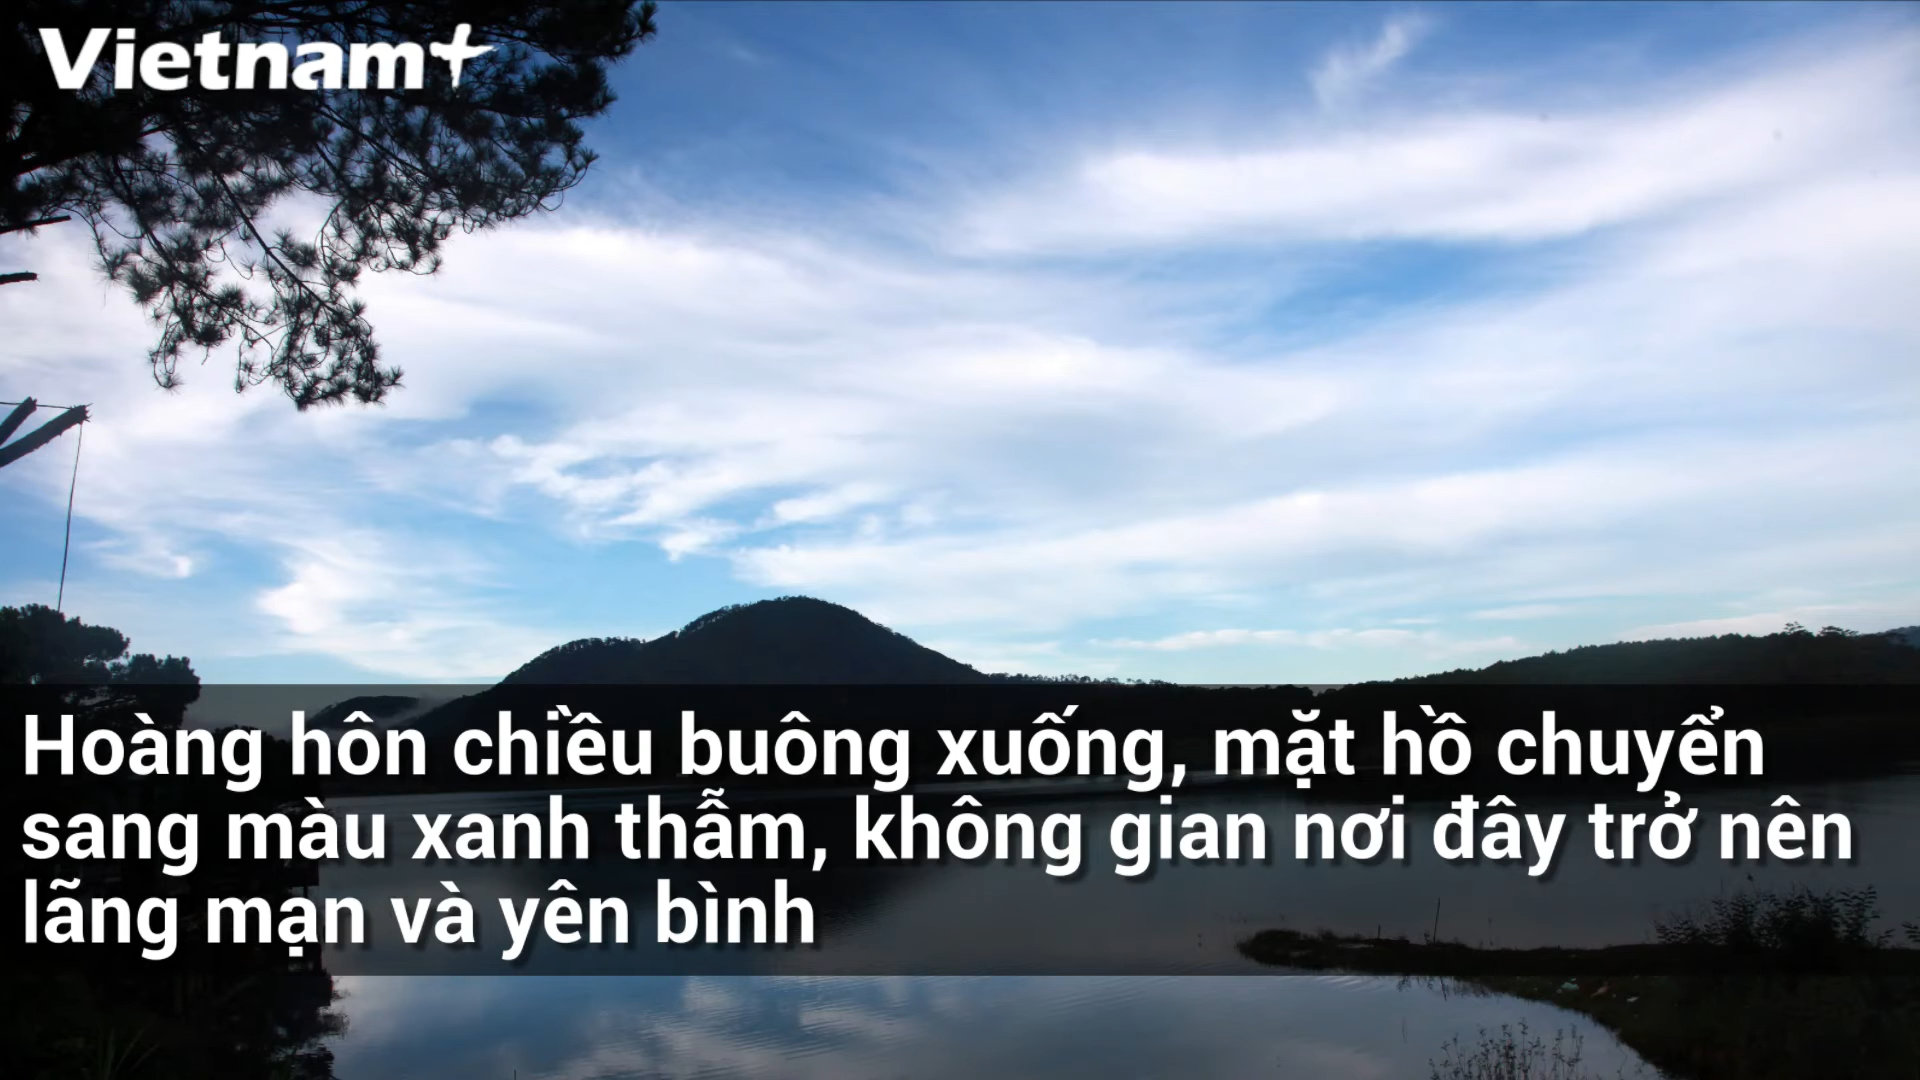 Vietnam+
Hoàng hôn chiều buông xuống, mặt hồ chuyển
sang màu xanh thẫm, không gian nơi đây trở nên
lãng mạn và yên bình